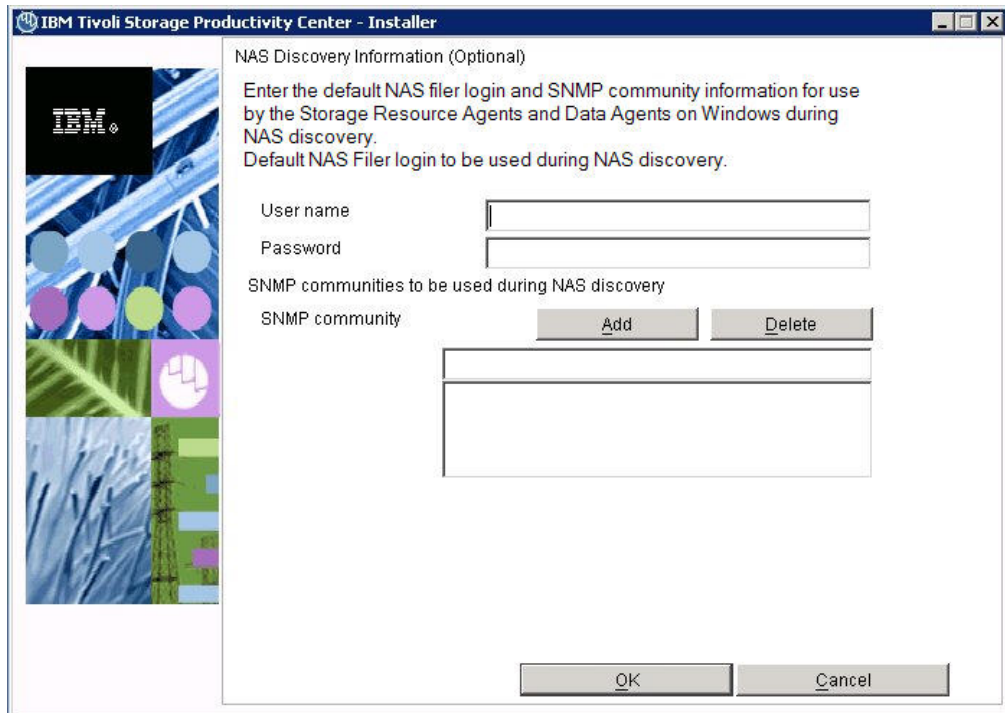 IBM Tivoli Storage Productivity Center - Installer
IBM®
NAS Discovery Information (Optional)
Enter the default NAS filer login and SNMP community information for use
by the Storage Resource Agents and Data Agents on Windows during
NAS discovery.
Default NAS Filer login to be used during NAS discovery.
User name
Password
SNMP communities to be used during NAS discovery
SNMP community
Add
Delete
OK
Cancel